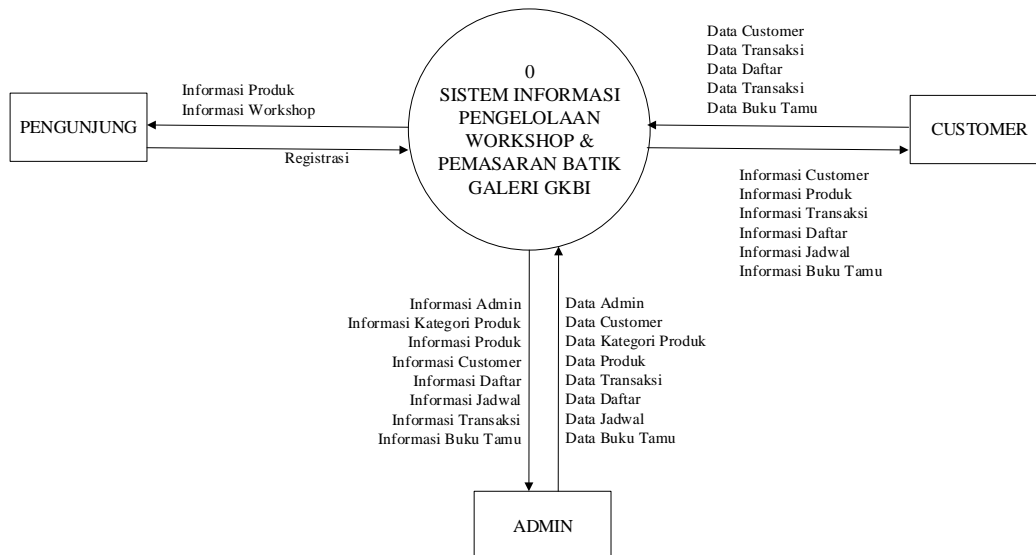 Informasi Produk
Informasi Workshop
PENGUNJUNG
Registrasi
0
SISTEM INFORMASI
PENGELOLAAN
WORKSHOP &
PEMASARAN BATIK
GALERI GKBI
Data Customer
Data Transaksi
Data Daftar
Data Transaksi
Data Buku Tamu
CUSTOMER
Informasi Customer
Informasi Produk
Informasi Transaksi
Informasi Daftar
Informasi Jadwal
Informasi Buku Tamu
Informasi Admin
Informasi Kategori Produk
Informasi Produk
Informasi Customer
Informasi Daftar
Informasi Jadwal
Informasi Transaksi
Informasi Buku Tamu
Data Admin
Data Customer
Data Kategori Produk
Data Produk
Data Transaksi
Data Daftar
Data Jadwal
Data Buku Tamu
ADMIN